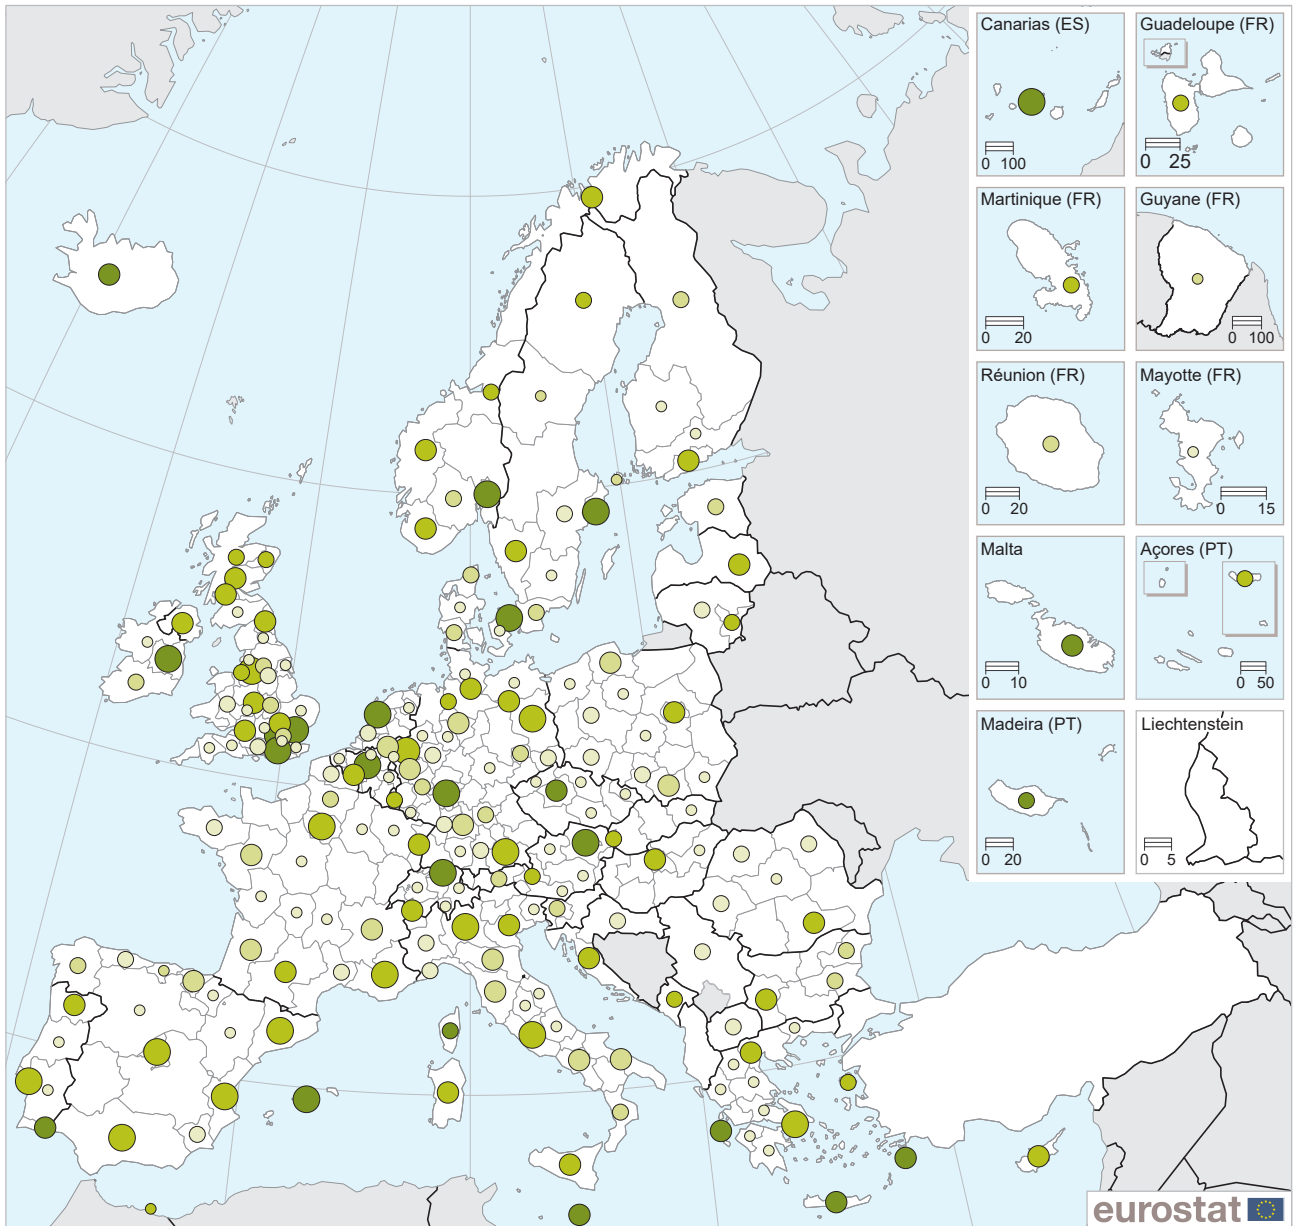 Canarias (ES)
0 100
Guadeloupe (FR)
0 25
Martinique (FR)
0 20
Guyane (FR)
0 100
Réunion (FR)
0 20
Mayotte (FR)
0 15
Malta
0 10
Açores (PT)
0 50
Madeira (PT)
0 20
Liechtenstein
0 5
eurostat